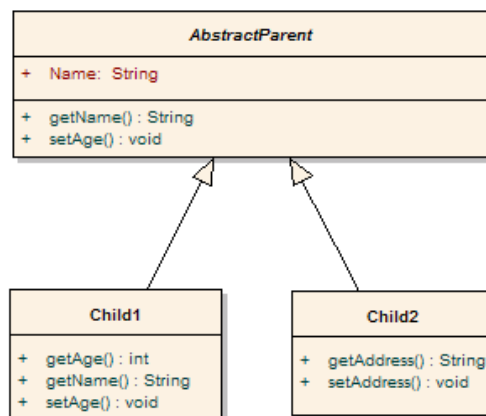 AbstractParent
+ Name: String
+ getName() : String
+ setAge() : void
Child1
+ getAge() : int
+ getName() : String
+ setAge() : void
Child2
+ getAddress() : String
+ setAddress() : void